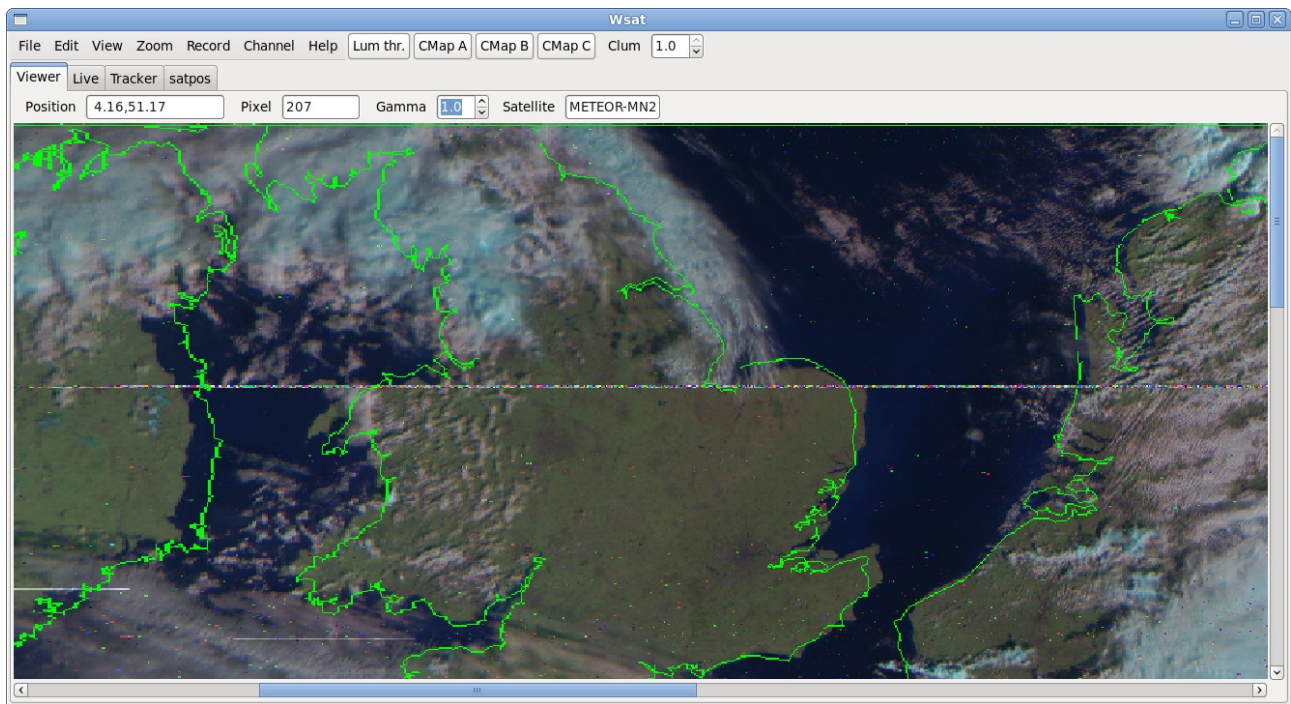 Wsat
File Edit View Zoom Record Channel Help Lum thr. CMap A CMap B CMap C Clum 1.0
Viewer Live Tracker satpos
Position 4.16,51.17 Pixel 207 Gamma 1.0 Satellite METEOR-MN2